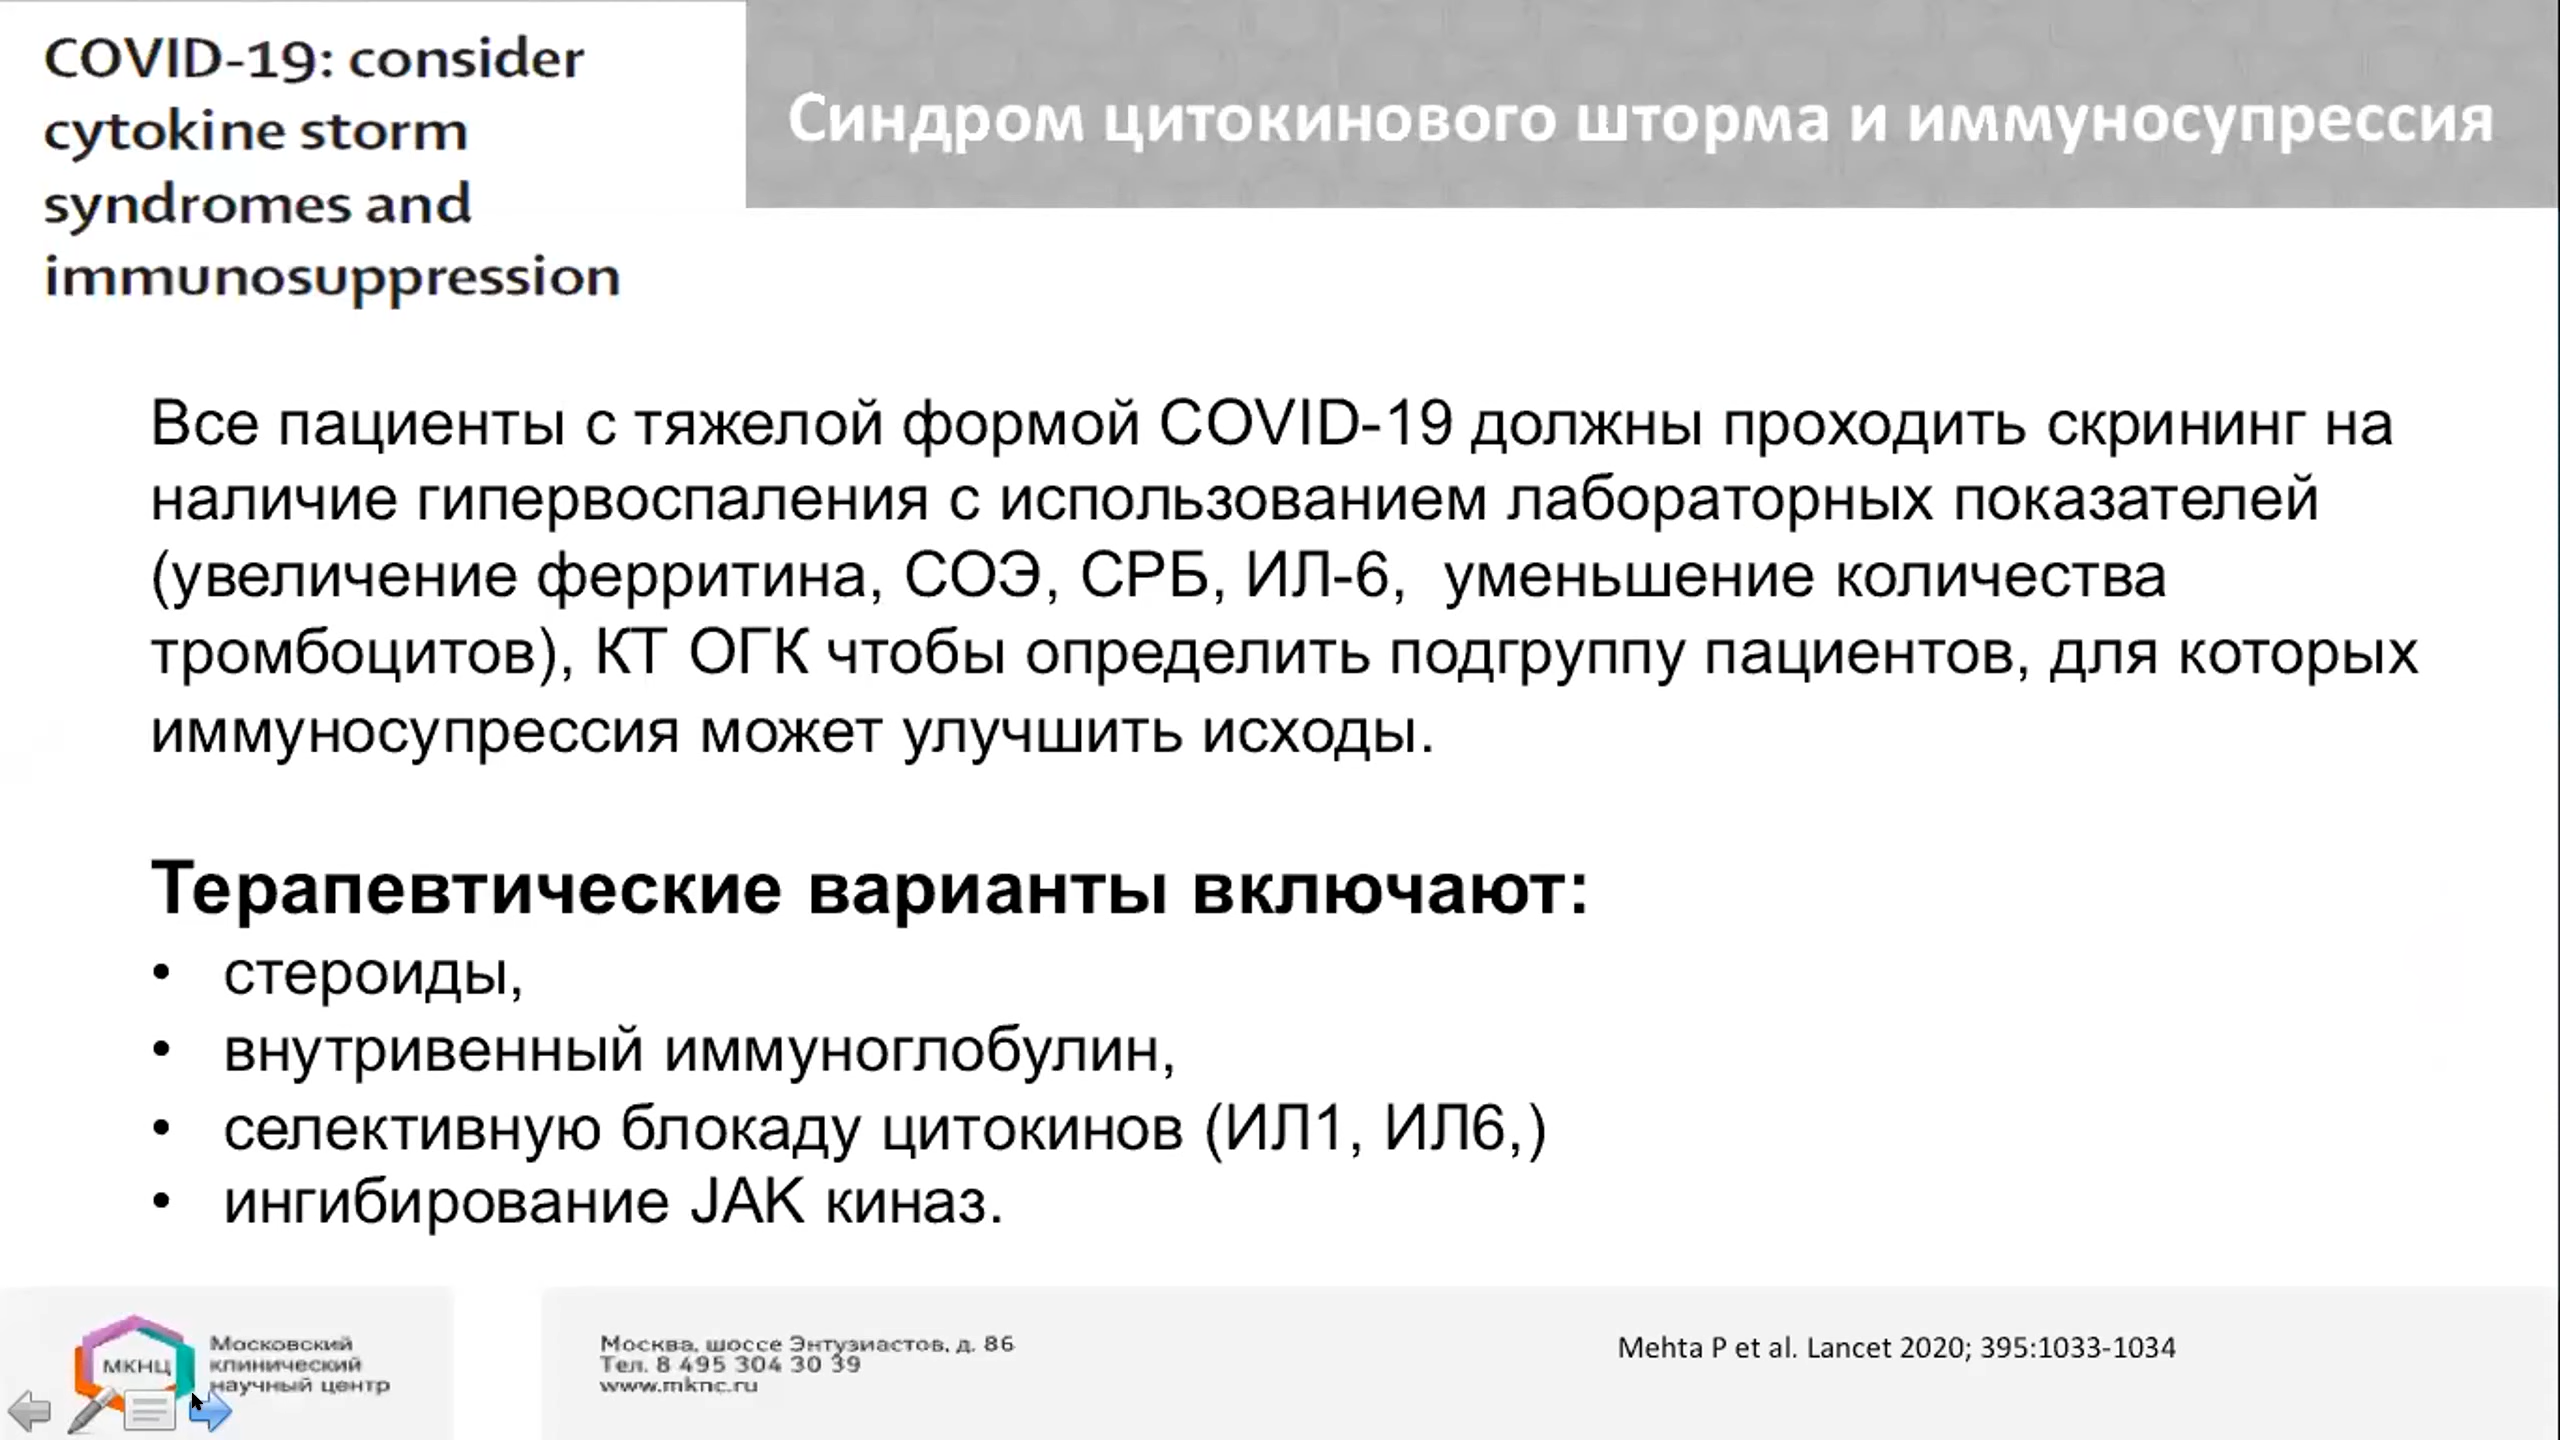 COVID-19: consider
cytokine storm
syndromes and
immunosuppression
Синдром цитокинового шторма и иммуносупрессия
Все пациенты с тяжелой формой COVID-19 должны проходить скрининг на
наличие гипервоспаления с использованием лабораторных показателей
(увеличение ферритина, СОЭ, СРБ, ИЛ-6,  уменьшение количества
тромбоцитов), КТ ОГК чтобы определить подгруппу пациентов, для которых
иммуносупрессия может улучшить исходы.
Терапевтические варианты включают:
• стероиды,
• внутривенный иммуноглобулин,
• селективную блокаду цитокинов (ИЛ1, ИЛ6,)
• ингибирование JAK киназ.
МКНЦ
Московский
клинический
научный центр
Москва, шоссе Энтузиастов, д. 86
Тел. 8 495 304 30 39
www.mknc.ru
Mehta P et al. Lancet 2020; 395:1033-1034